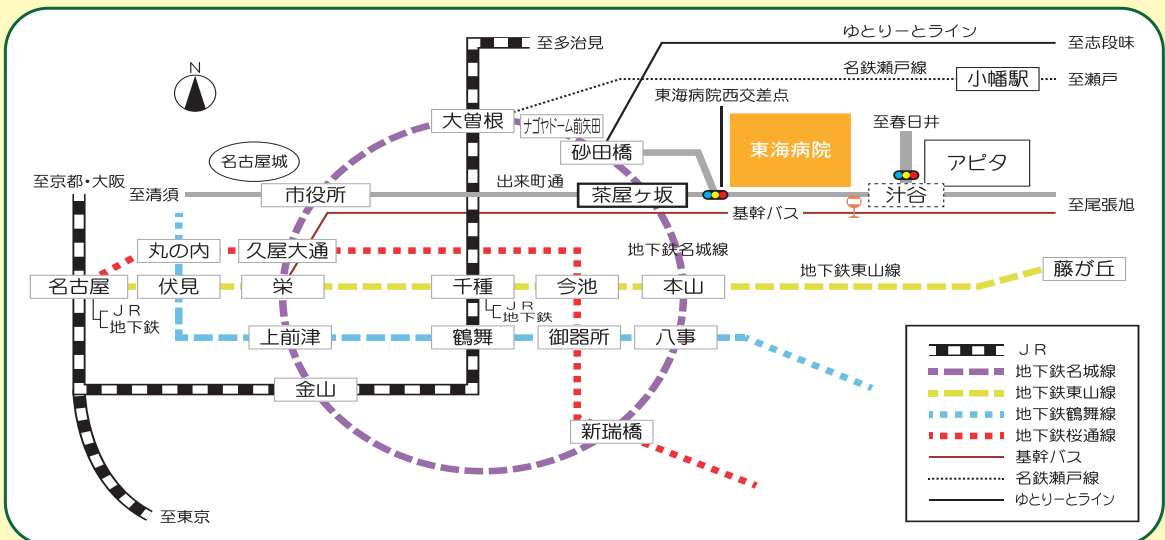 ゆとりーとライン
至多治見
至志段味
名鉄瀬戸線
N
小幡駅
至瀬戸
東海病院西交差点
大曽根
ナゴヤドーム前矢田
至春日井
砂田橋
東海病院
アピタ
名古屋城
至京都・大阪
至清須
市役所
出来町通
茶屋ヶ坂
汁谷
至尾張旭
基幹バス
丸の内
久屋大通
地下鉄名城線
地下鉄東山線
藤が丘
名古屋
伏見
栄
千種
今池
本山
JR
地下鉄
JR
地下鉄
上前津
鶴舞
御器所
八事
金山
新瑞橋
至東京
JR
地下鉄名城線
地下鉄東山線
地下鉄鶴舞線
地下鉄桜通線
基幹バス
名鉄瀬戸線
ゆとりーとライン